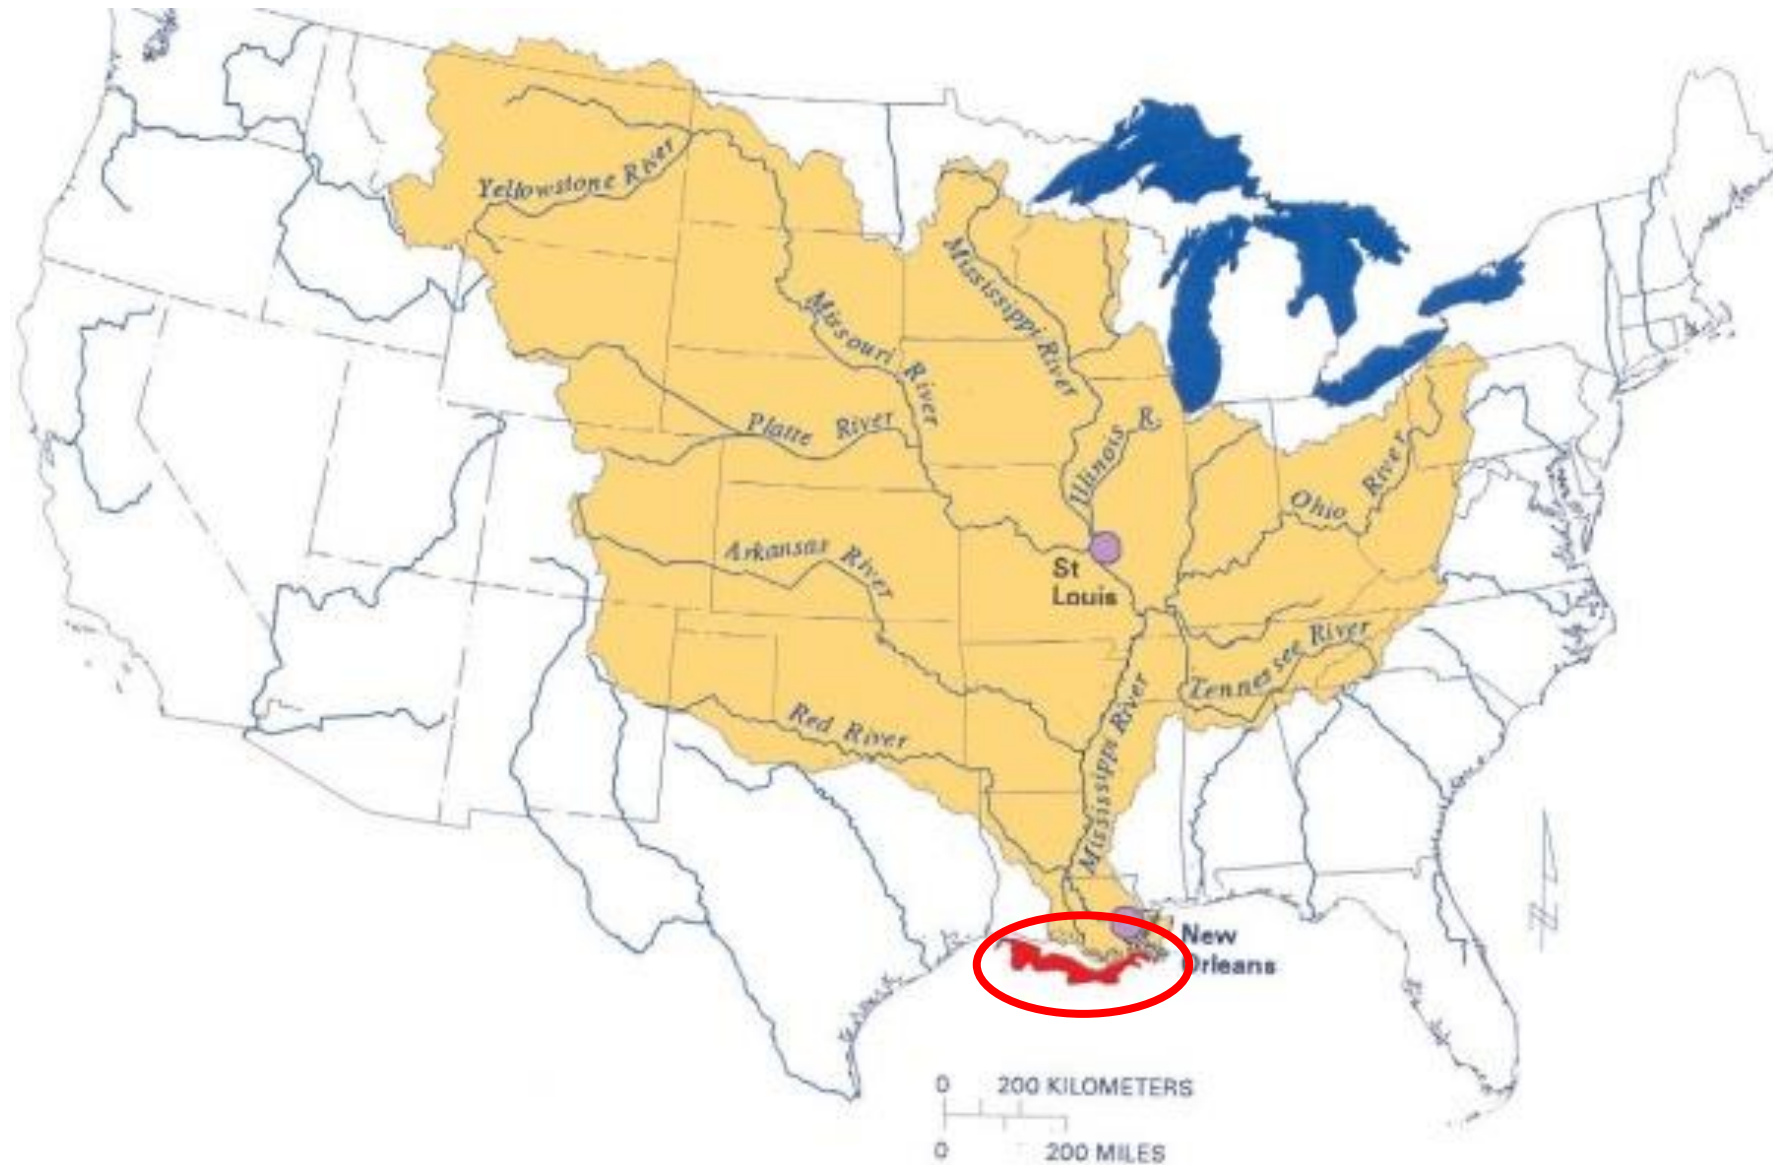 Yellowstone River
Mississippi River
Missouri River
Platte River
Illinois R.
Ohio River
Arkansas River
St
Louis
Tennessee River
Red River
Mississippi River
New
Orleans
0 200 KILOMETERS
0 200 MILES